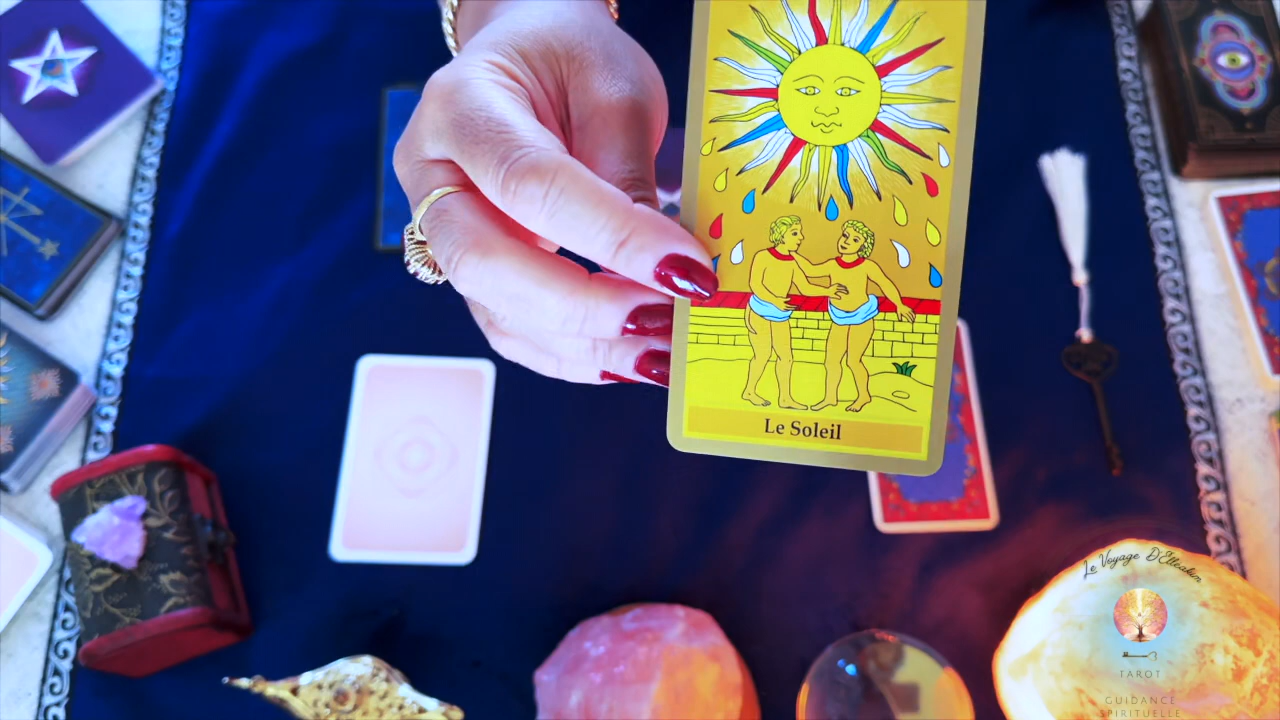 Le Soleil
Le Voyage D'Elleakim
TAROT
GUIDANCE
SPIRITUELLE